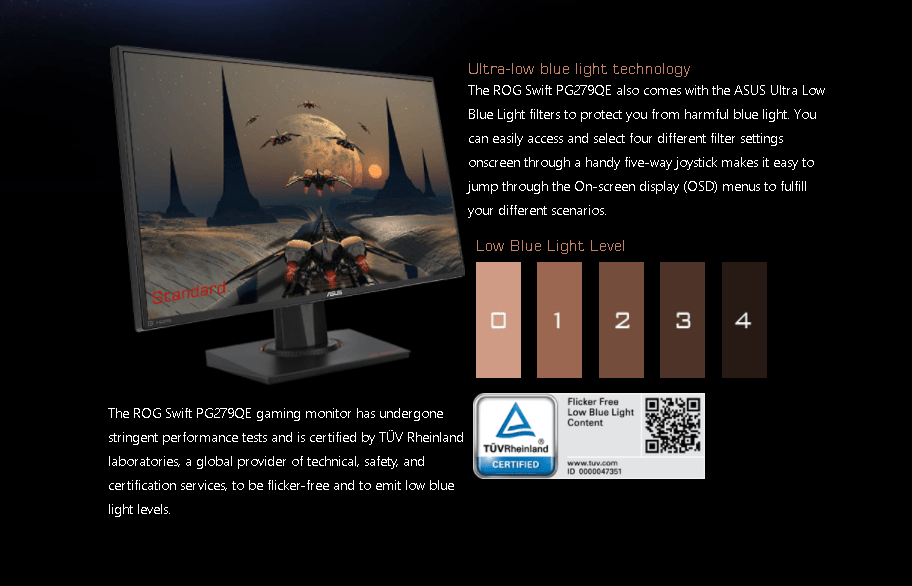 Ultra-low blue light technology
The ROG Swift PG279QE also comes with the ASUS Ultra Low
Blue Light filters to protect you from harmful blue light. You
can easily access and select four different filter settings
onscreen through a handy five-way joystick makes it easy to
jump through the On-screen display (OSD) menus to fulfill
your different scenarios.
Low Blue Light Level
0 1 2 3 4
Standard
ASUS
The ROG Swift PG279QE gaming monitor has undergone
stringent performance tests and is certified by TÜV Rheinland
laboratories, a global provider of technical, safety, and
certification services, to be flicker-free and to emit low blue
light levels.
TÜVRheinland®
CERTIFIED
Flicker Free
Low Blue Light
Content
www.tuv.com
ID 0000047351